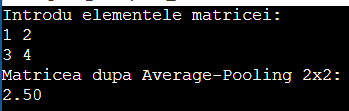 Introdu elementele matricei:
1 2
3 4
Matricea dupa Average-Pooling 2x2:
2.50